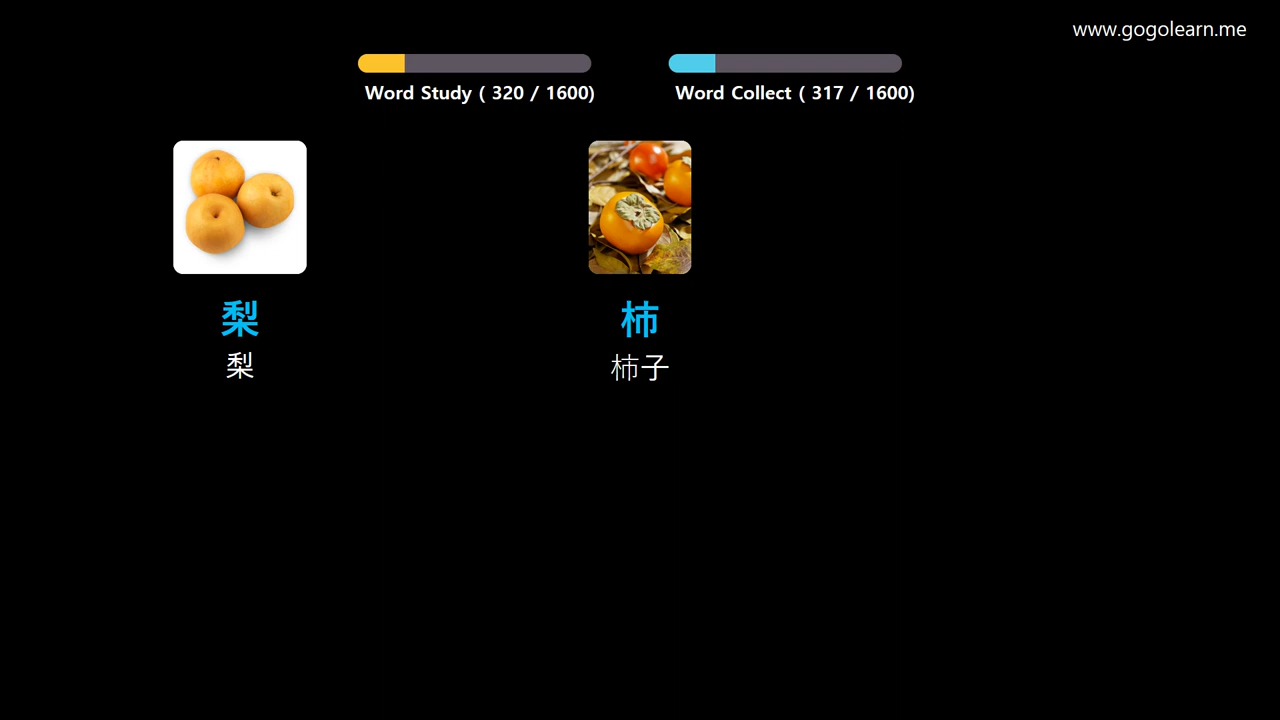 www.gogolearn.me
Word Study ( 320 / 1600)
Word Collect ( 317 / 1600)
梨
柿
梨
柿子